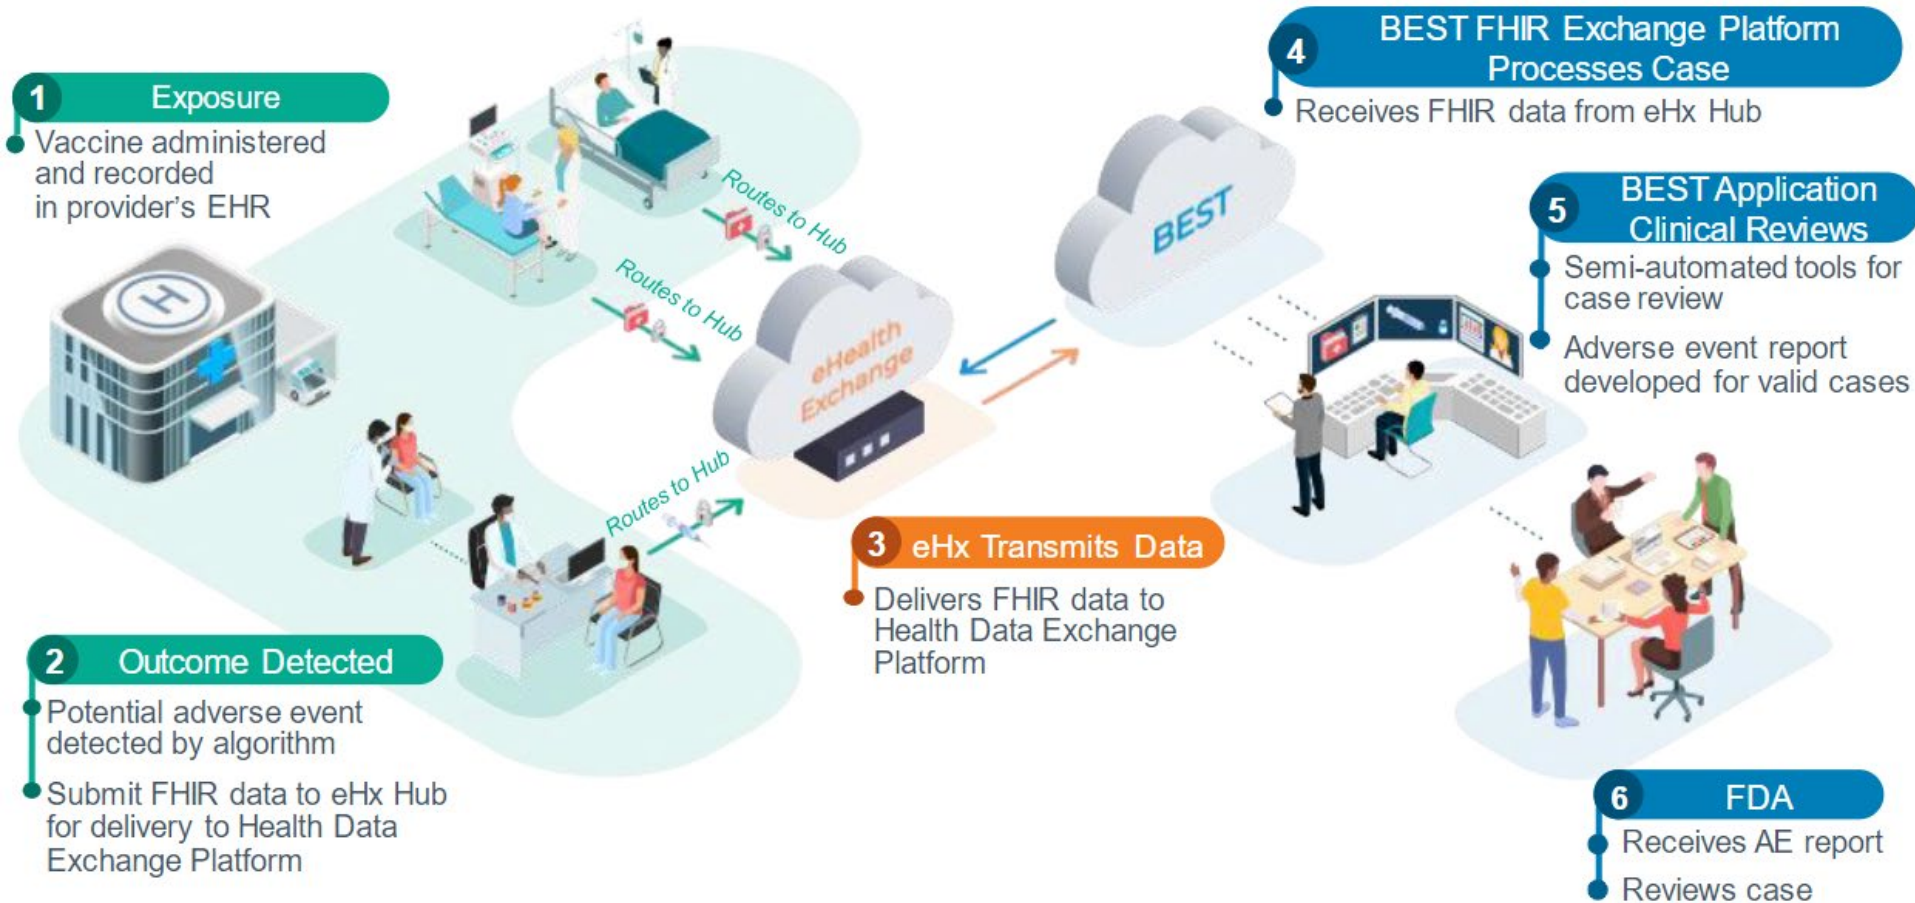 1 Exposure
Vaccine administered
and recorded
in provider's EHR
2 Outcome Detected
Potential adverse event
detected by algorithm
Submit FHIR data to eHx Hub
for delivery to Health Data
Exchange Platform
H
Routes to Hub
Routes to Hub
Routes to Hub
eHealth
Exchange
3 eHx Transmits Data
Delivers FHIR data to
Health Data Exchange
Platform
BEST
4 BEST FHIR Exchange Platform
Processes Case
Receives FHIR data from eHx Hub
5 BEST Application
Clinical Reviews
Semi-automated tools for
case review
Adverse event report
developed for valid cases
6 FDA
Receives AE report
Reviews case